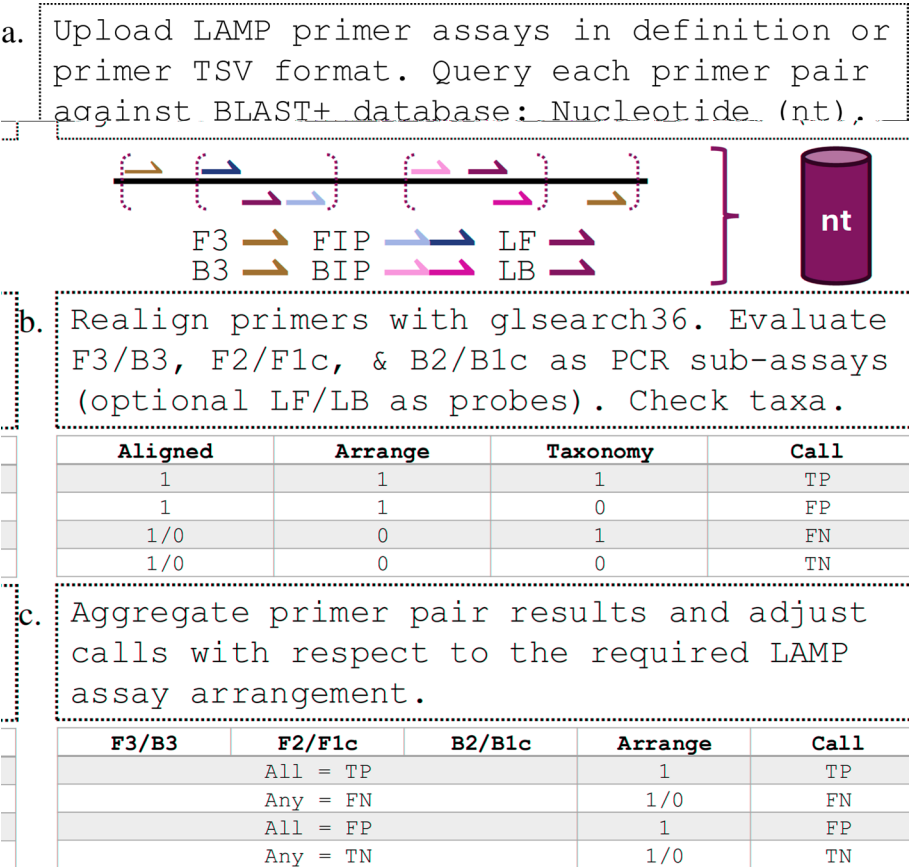 a. Upload LAMP primer assays in definition or
primer TSV format. Query each primer pair
against BLAST+ database: Nucleotide (nt).
nt
F3 FIP LF
B3 BIP LB
b. Realign primers with glsearch36. Evaluate
F3/B3, F2/F1c, & B2/B1c as PCR sub-assays
(optional LF/LB as probes). Check taxa.
Aligned Arrange Taxonomy Call
1 1 1 TP
1 1 0 FP
1/0 0 1 FN
1/0 0 0 TN
c. Aggregate primer pair results and adjust
calls with respect to the required LAMP
assay arrangement.
F3/B3 F2/F1c B2/B1c Arrange Call
All = TP 1 TP
Any = FN 1/0 FN
All = FP 1 FP
Any = TN 1/0 TN